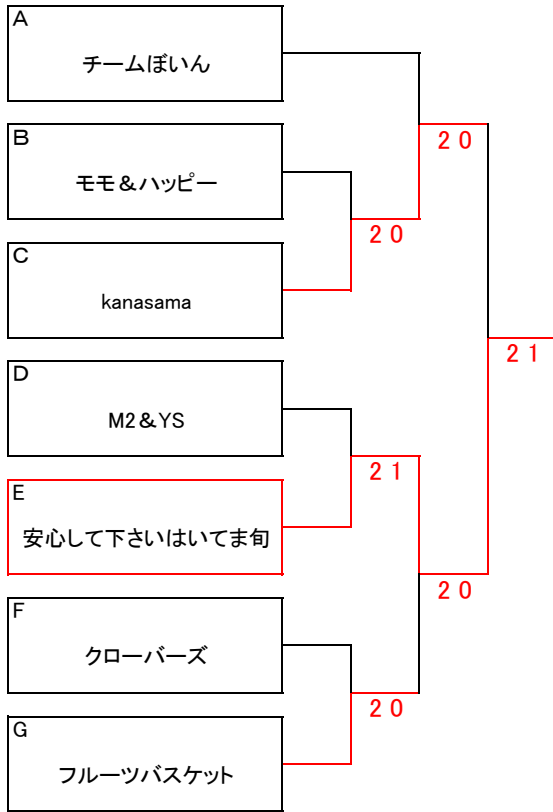 A
チームぼいん
B
２０
モモ＆ハッピー
２０
C
kanasama
２１
D
M2＆YS
２１
E
安心して下さいはいてま旬
２０
F
クローバーズ
２０
G
フルーツバスケット